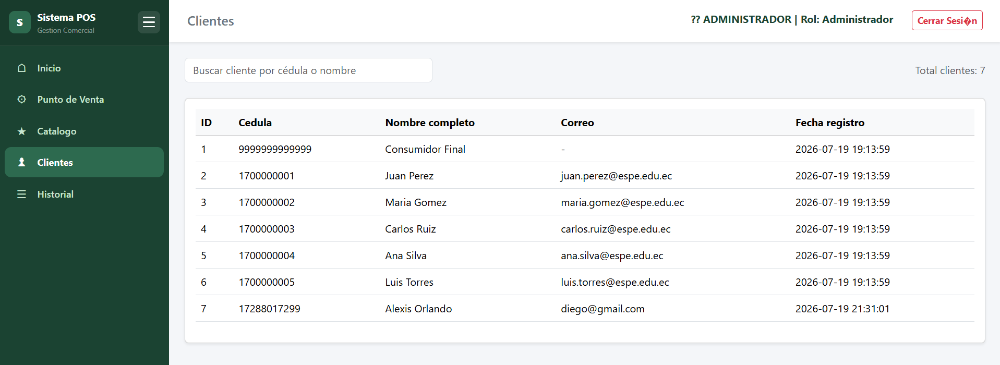 S
Sistema POS
Gestion Comercial
Inicio
Punto de Venta
Catalogo
Clientes
Historial
Clientes
?? ADMINISTRADOR | Rol: Administrador
Cerrar Sesi�n
Buscar cliente por cédula o nombre
Total clientes: 7
ID Cedula Nombre completo Correo Fecha registro
1 9999999999999 Consumidor Final - 2026-07-19 19:13:59
2 1700000001 Juan Perez juan.perez@espe.edu.ec 2026-07-19 19:13:59
3 1700000002 Maria Gomez maria.gomez@espe.edu.ec 2026-07-19 19:13:59
4 1700000003 Carlos Ruiz carlos.ruiz@espe.edu.ec 2026-07-19 19:13:59
5 1700000004 Ana Silva ana.silva@espe.edu.ec 2026-07-19 19:13:59
6 1700000005 Luis Torres luis.torres@espe.edu.ec 2026-07-19 19:13:59
7 17288017299 Alexis Orlando diego@gmail.com 2026-07-19 21:31:01